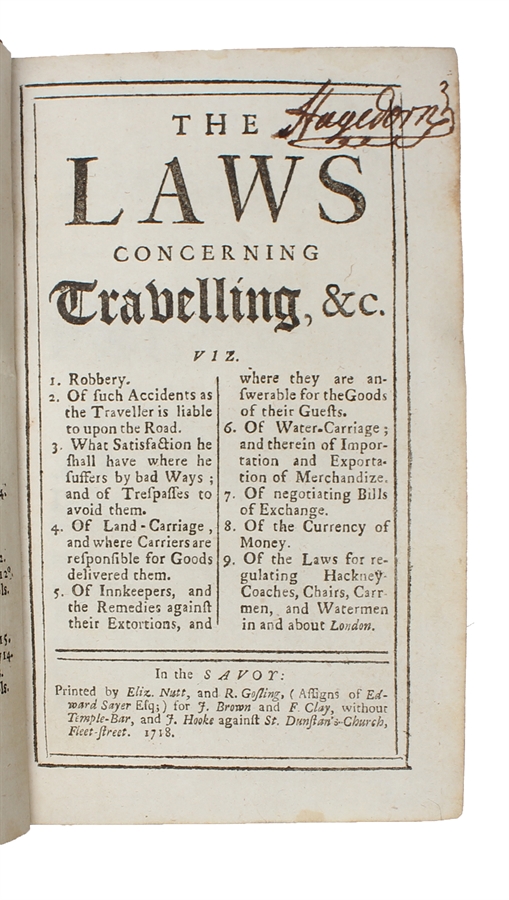 THE
Hagedorn
LAWS
CONCERNING
Travelling, &c.
VIZ.
1. Robbery.
2. Of ſuch Accidents as
the Traveller is liable
to upon the Road.
3. What Satisfaction he
ſhall have where he
ſuffers by bad Ways ;
and of Treſpaſſes to
avoid them.
4. Of Land-Carriage,
and where Carriers are
reſponſible for Goods
delivered them.
5. Of Innkeepers, and
the Remedies againſt
their Extortions, and
where they are an-
ſwerable for theGoods
of their Gueſts.
6. Of Water-Carriage ;
and therein of Impor-
tation and Exporta-
tion of Merchandize.
7. Of negotiating Bills
of Exchange.
8. Of the Currency of
Money.
9. Of the Laws for re-
gulating Hackney-
Coaches, Chairs, Carr-
men, and Watermen
in and about London.
In the SAVOY:
Printed by Eliz. Nutt, and R. Goſling, (Aſſigns of Ed-
ward Sayer Eſq;) for J. Brown and F. Clay, without
Temple-Bar, and J. Hooke againſt St. Dunſtan's-Church,
Fleet-ſtreet. 1718.